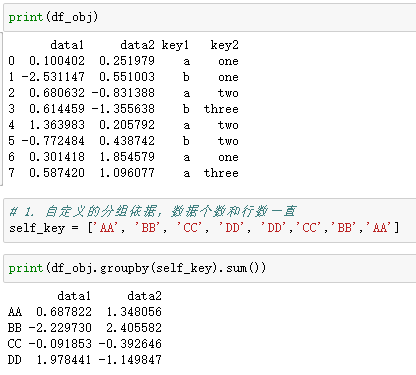 print(df_obj)
data1 data2 key1 key2
0 0.100402 0.251979 a one
1 -2.531147 0.551003 b one
2 0.680632 -0.831388 a two
3 0.614459 -1.355638 b three
4 1.363983 0.205792 a two
5 -0.772484 0.438742 b two
6 0.301418 1.854579 a one
7 0.587420 1.096077 a three
# 1. 自定义的分组依据，数据个数和行数一直
self_key = ['AA', 'BB', 'CC', 'DD', 'DD','CC','BB','AA']
print(df_obj.groupby(self_key).sum())
data1 data2
AA 0.687822 1.348056
BB -2.229730 2.405582
CC -0.091853 -0.392646
DD 1.978441 -1.149847